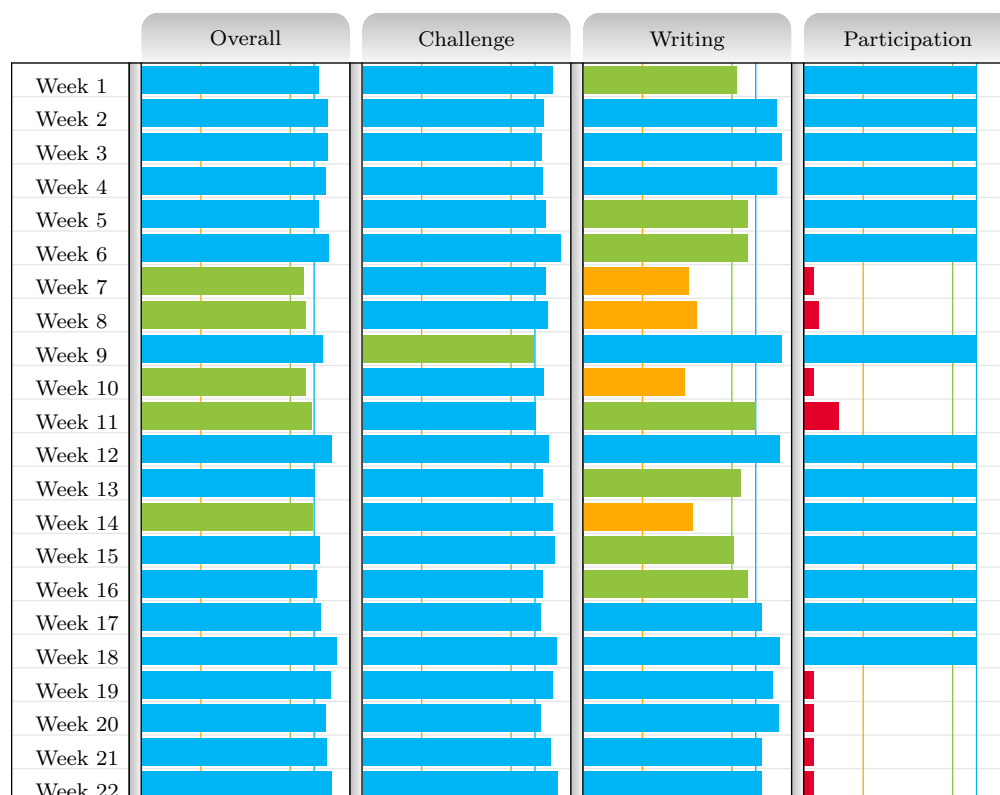 Overall Challenge Writing Participation
Week 1
Week 2
Week 3
Week 4
Week 5
Week 6
Week 7
Week 8
Week 9
Week 10
Week 11
Week 12
Week 13
Week 14
Week 15
Week 16
Week 17
Week 18
Week 19
Week 20
Week 21
Week 22